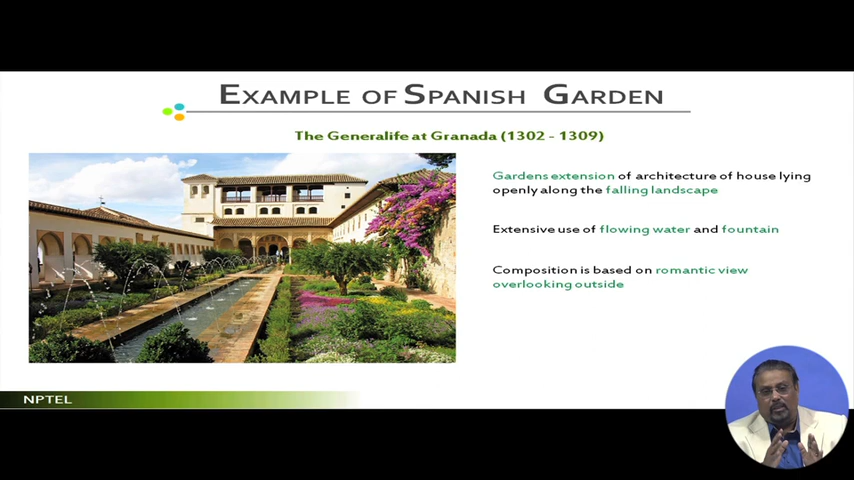 EXAMPLE OF SPANISH GARDEN
The Generalife at Granada (1302 - 1309)
Gardens extension of architecture of house lying
openly along the falling landscape
Extensive use of flowing water and fountain
Composition is based on romantic view
overlooking outside
NPTEL